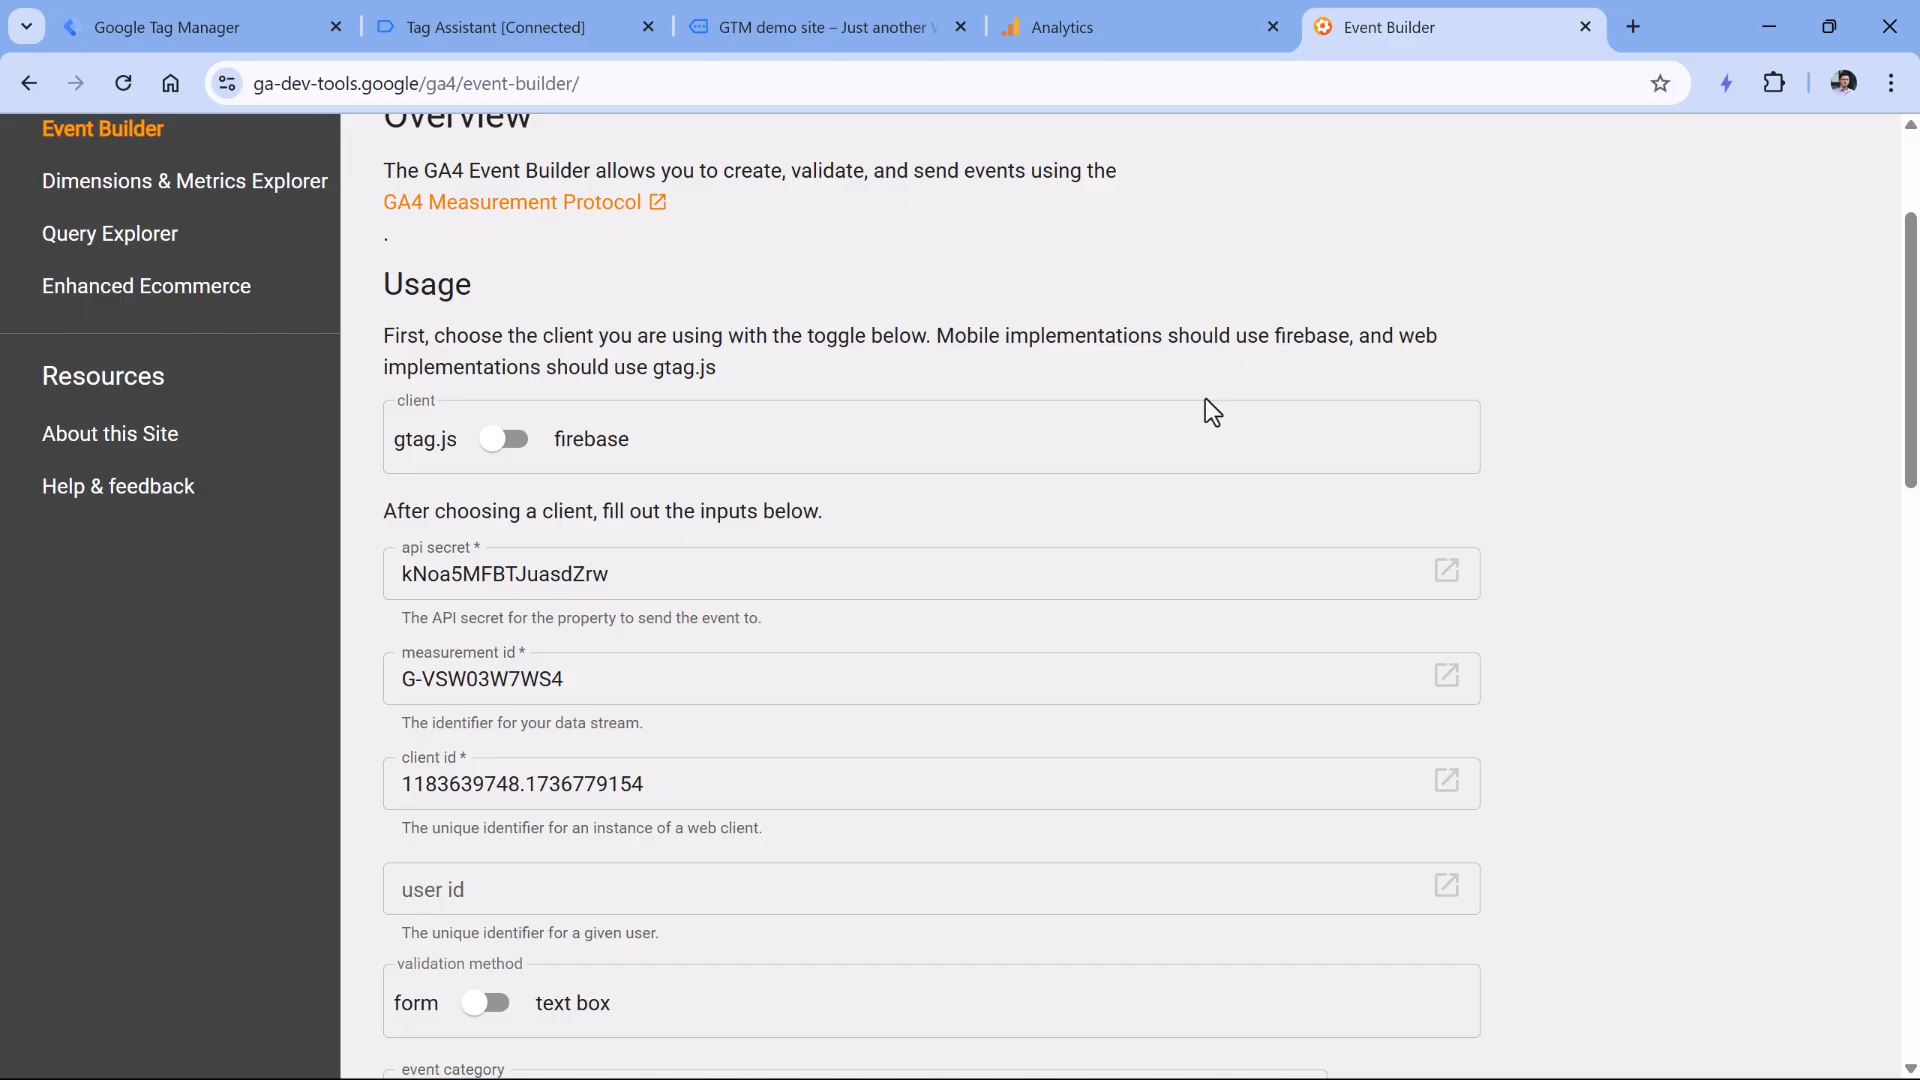 Google Tag Manager
Tag Assistant [Connected]
GTM demo site – Just another
Analytics
Event Builder
ga-dev-tools.google/ga4/event-builder/
Event Builder
Dimensions & Metrics Explorer
Query Explorer
Enhanced Ecommerce
Resources
About this Site
Help & feedback
Overview
The GA4 Event Builder allows you to create, validate, and send events using the
GA4 Measurement Protocol
.
Usage
First, choose the client you are using with the toggle below. Mobile implementations should use firebase, and web
implementations should use gtag.js
client
gtag.js firebase
After choosing a client, fill out the inputs below.
api secret *
kNoa5MFBTJuasdZrw
The API secret for the property to send the event to.
measurement id *
G-VSW03W7WS4
The identifier for your data stream.
client id *
1183639748.1736779154
The unique identifier for an instance of a web client.
user id
The unique identifier for a given user.
validation method
form text box
event category